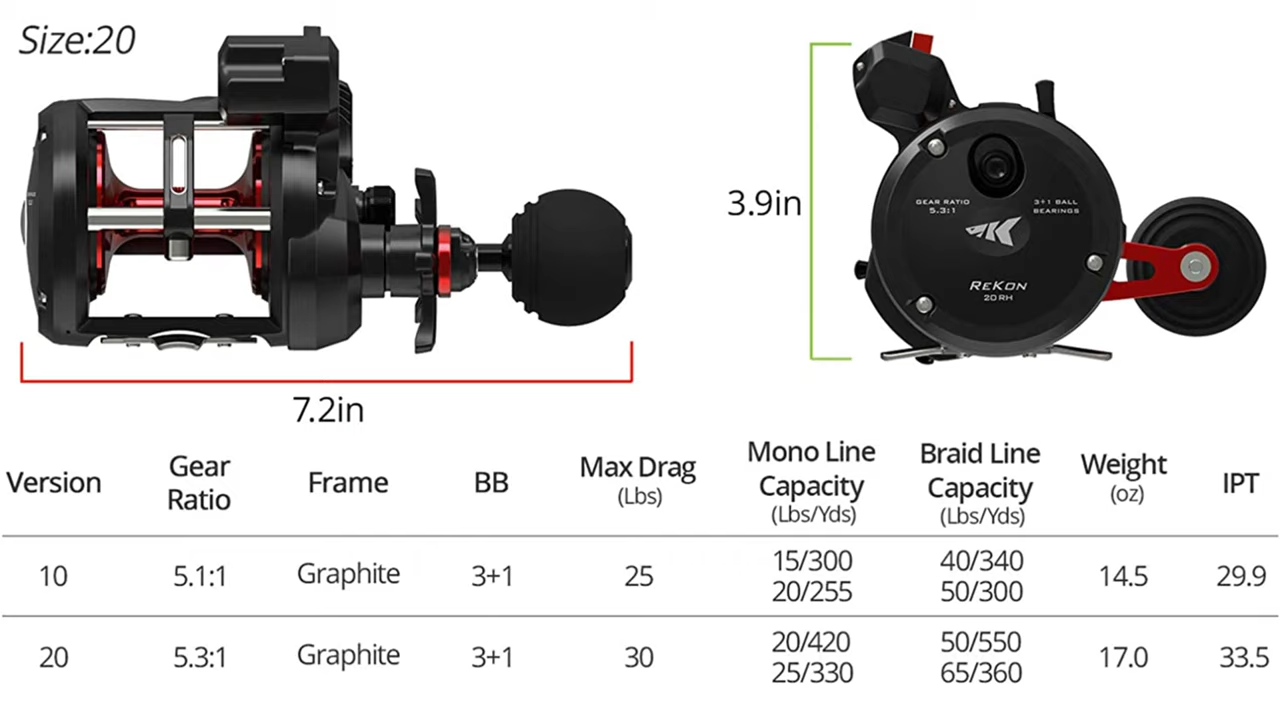 Size:20
3.9in
GEAR RATIO
5.3:1
3+1 BALL
BEARINGS
REKON
20 RH
7.2in
Version Gear Ratio Frame BB Max Drag (Lbs) Mono Line Capacity (Lbs/Yds) Braid Line Capacity (Lbs/Yds) Weight (oz) IPT
10 5.1:1 Graphite 3+1 25 15/300 40/340 14.5 29.9
20/255 50/300
20 5.3:1 Graphite 3+1 30 20/420 50/550 17.0 33.5
25/330 65/360